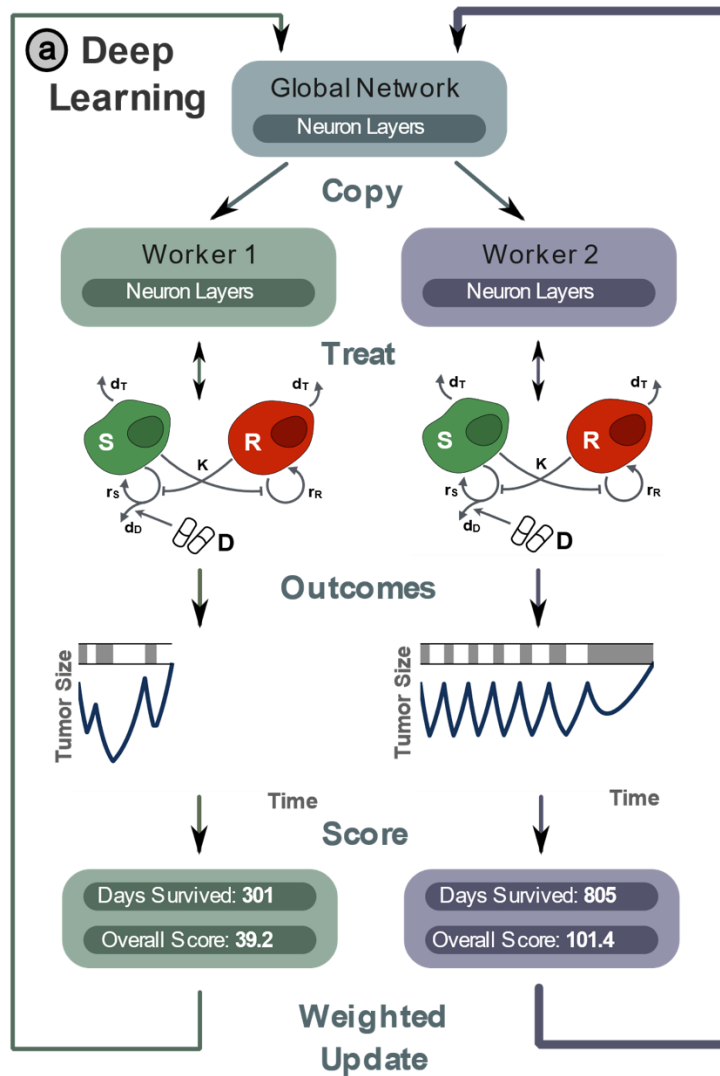 a Deep
Learning
Global Network
Neuron Layers
Copy
Worker 1
Neuron Layers
Worker 2
Neuron Layers
Treat
dT
dT
S
R
K
rS
rR
dD
D
dT
dT
S
R
K
rS
rR
dD
D
Outcomes
Tumor Size
Time
Tumor Size
Time
Score
Days Survived: 301
Overall Score: 39.2
Days Survived: 805
Overall Score: 101.4
Weighted
Update